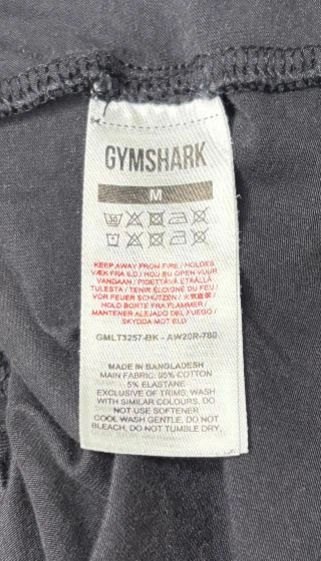 GYMSHARK
M
KEEP AWAY FROM FIRE / HOLDES
VÆK FRA ILD / HOU BIJ OPEN VUUR
VANDAAN / PIDETTÄVÄ ETÄÄLLÄ
TULESTA / TENIR ÉLOIGNÉ DU FEU /
VOR FEUER SCHÜTZEN / 火気厳禁 /
HOLD BORTE FRA FLAMMER /
MANTENER ALEJADO DEL FUEGO /
SKYDDA MOT ELD
GMLT3257-BK - AW20R-780
MADE IN BANGLADESH
MAIN FABRIC: 95% COTTON
5% ELASTANE
EXCLUSIVE OF TRIMS, WASH
WITH SIMILAR COLOURS, DO
NOT USE SOFTENER
COOL WASH GENTLE, DO NOT
BLEACH, DO NOT TUMBLE DRY,